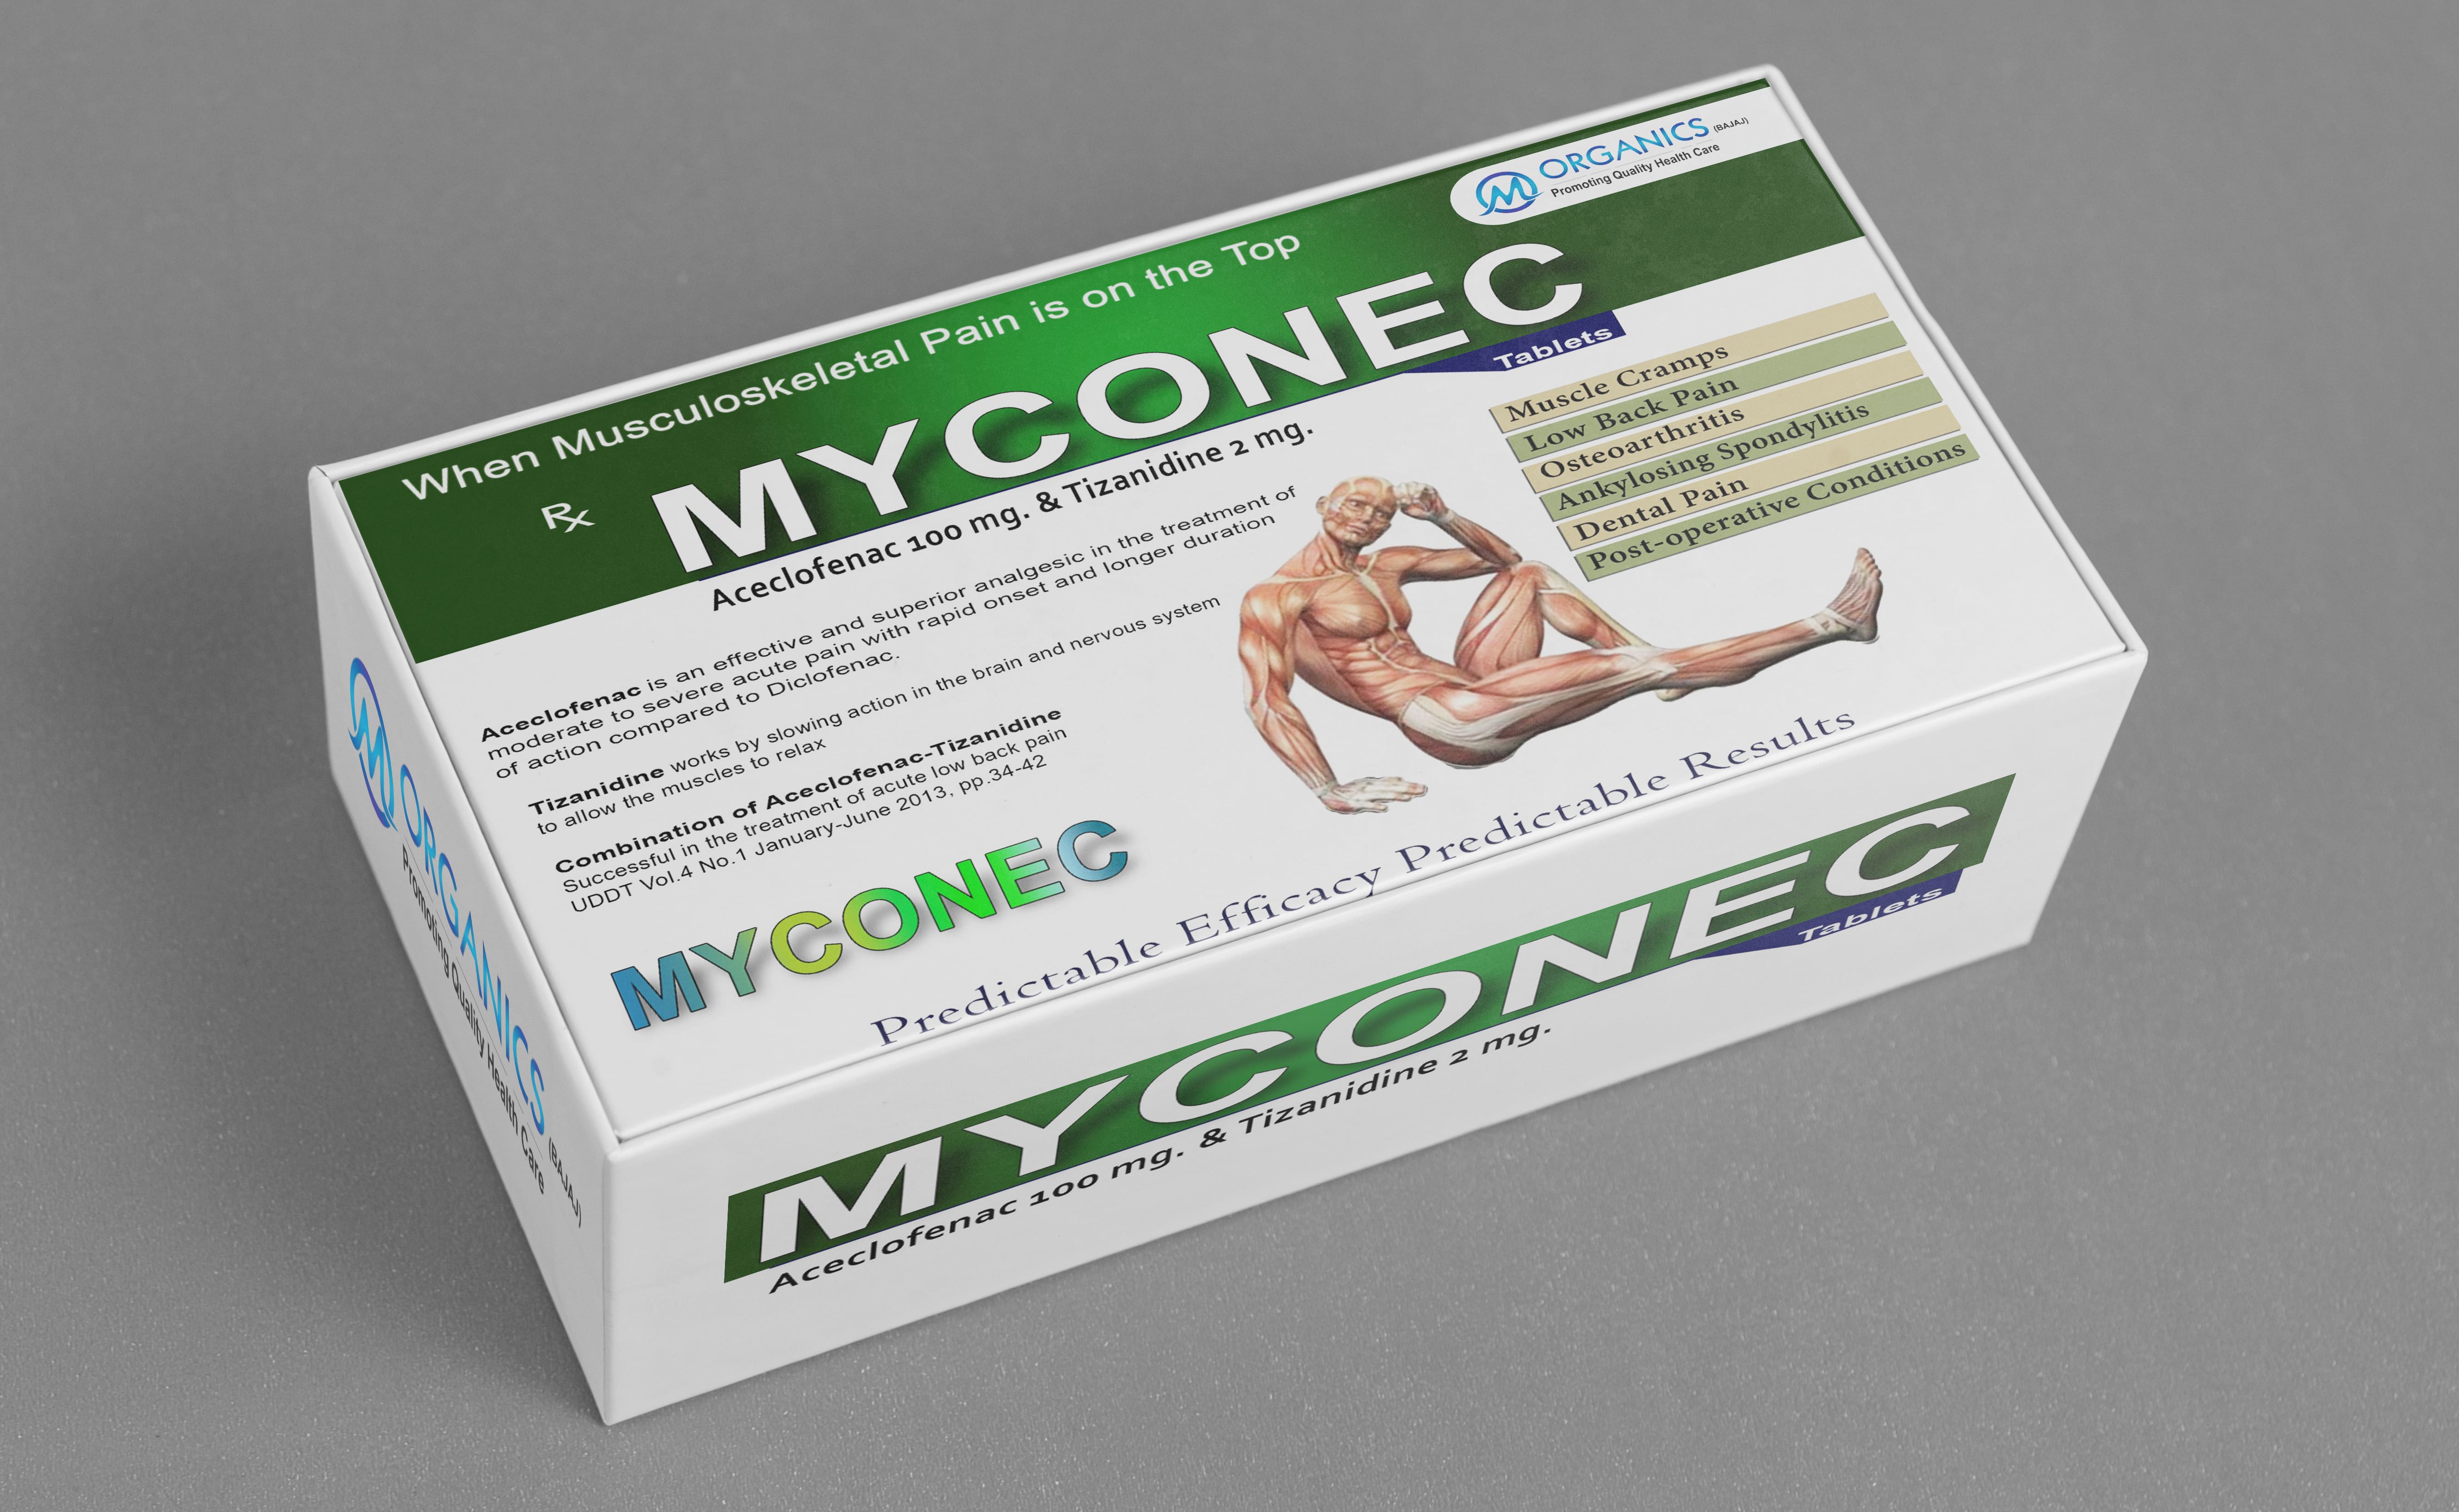 ORGANICS (BAJAJ)
Promoting Quality Health Care
When Musculoskeletal Pain is on the Top
Rx MYCONEC
Tablets
Aceclofenac 100 mg. & Tizanidine 2 mg.
Muscle Cramps
Low Back Pain
Osteoarthritis
Ankylosing Spondylitis
Dental Pain
Post-operative Conditions
Aceclofenac is an effective and superior analgesic in the treatment of
moderate to severe acute pain with rapid onset and longer duration
of action compared to Diclofenac.
Tizanidine works by slowing action in the brain and nervous system
to allow the muscles to relax
Combination of Aceclofenac-Tizanidine
Successful in the treatment of acute low back pain
UDDT Vol.4 No.1 January-June 2013, pp.34-42
MYCONEC
Predictable Efficacy Predictable Results
MYCONEC
Tablets
Aceclofenac 100 mg. & Tizanidine 2 mg.
ORGANICS (BAJAJ)
Promoting Quality Health Care